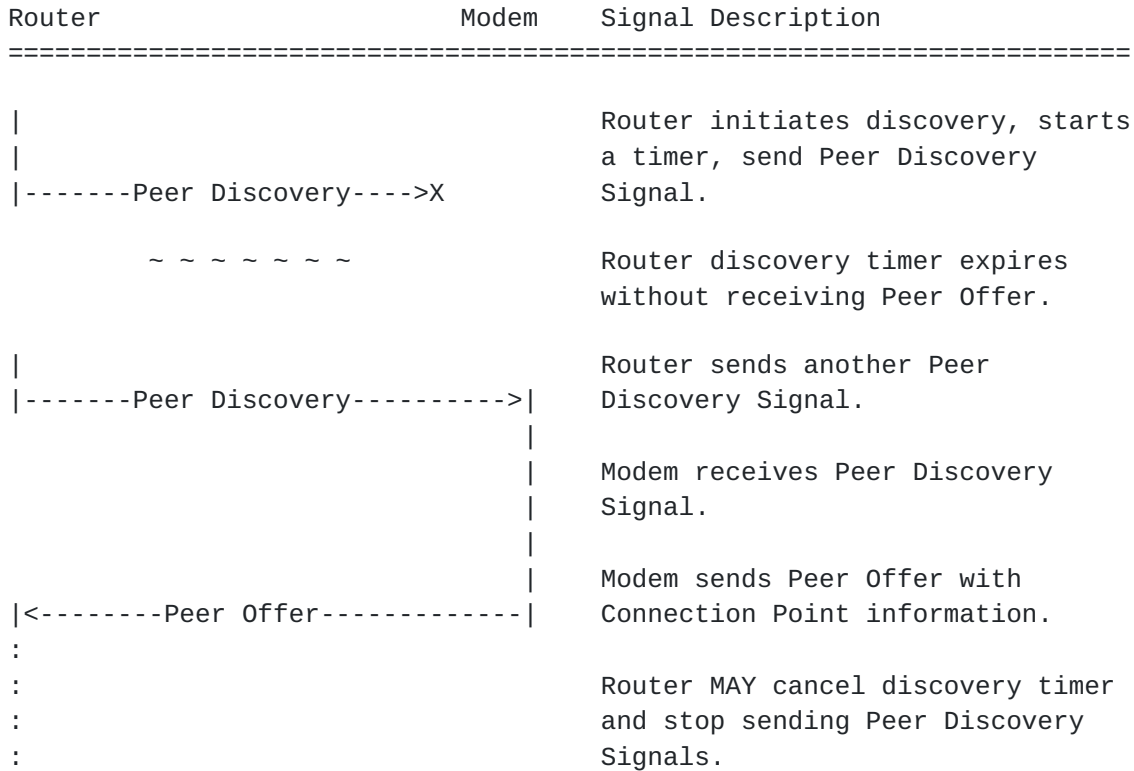 Router                       Modem    Signal Description
========================================================================

|                                     Router initiates discovery, starts
|                                     a timer, send Peer Discovery
|-------Peer Discovery---->X          Signal.

         ~ ~ ~ ~ ~ ~ ~                Router discovery timer expires
                                      without receiving Peer Offer.

|                                     Router sends another Peer
|-------Peer Discovery---------->|    Discovery Signal.
                                 |
                                 |    Modem receives Peer Discovery
                                 |    Signal.
                                 |
                                 |    Modem sends Peer Offer with
|<--------Peer Offer-------------|    Connection Point information.
:
:                                     Router MAY cancel discovery timer
:                                     and stop sending Peer Discovery
:                                     Signals.